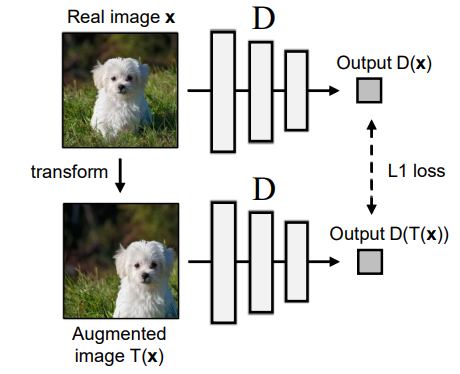 Real image x
D
Output D(x)
transform
L1 loss
D
Output D(T(x))
Augmented
image T(x)